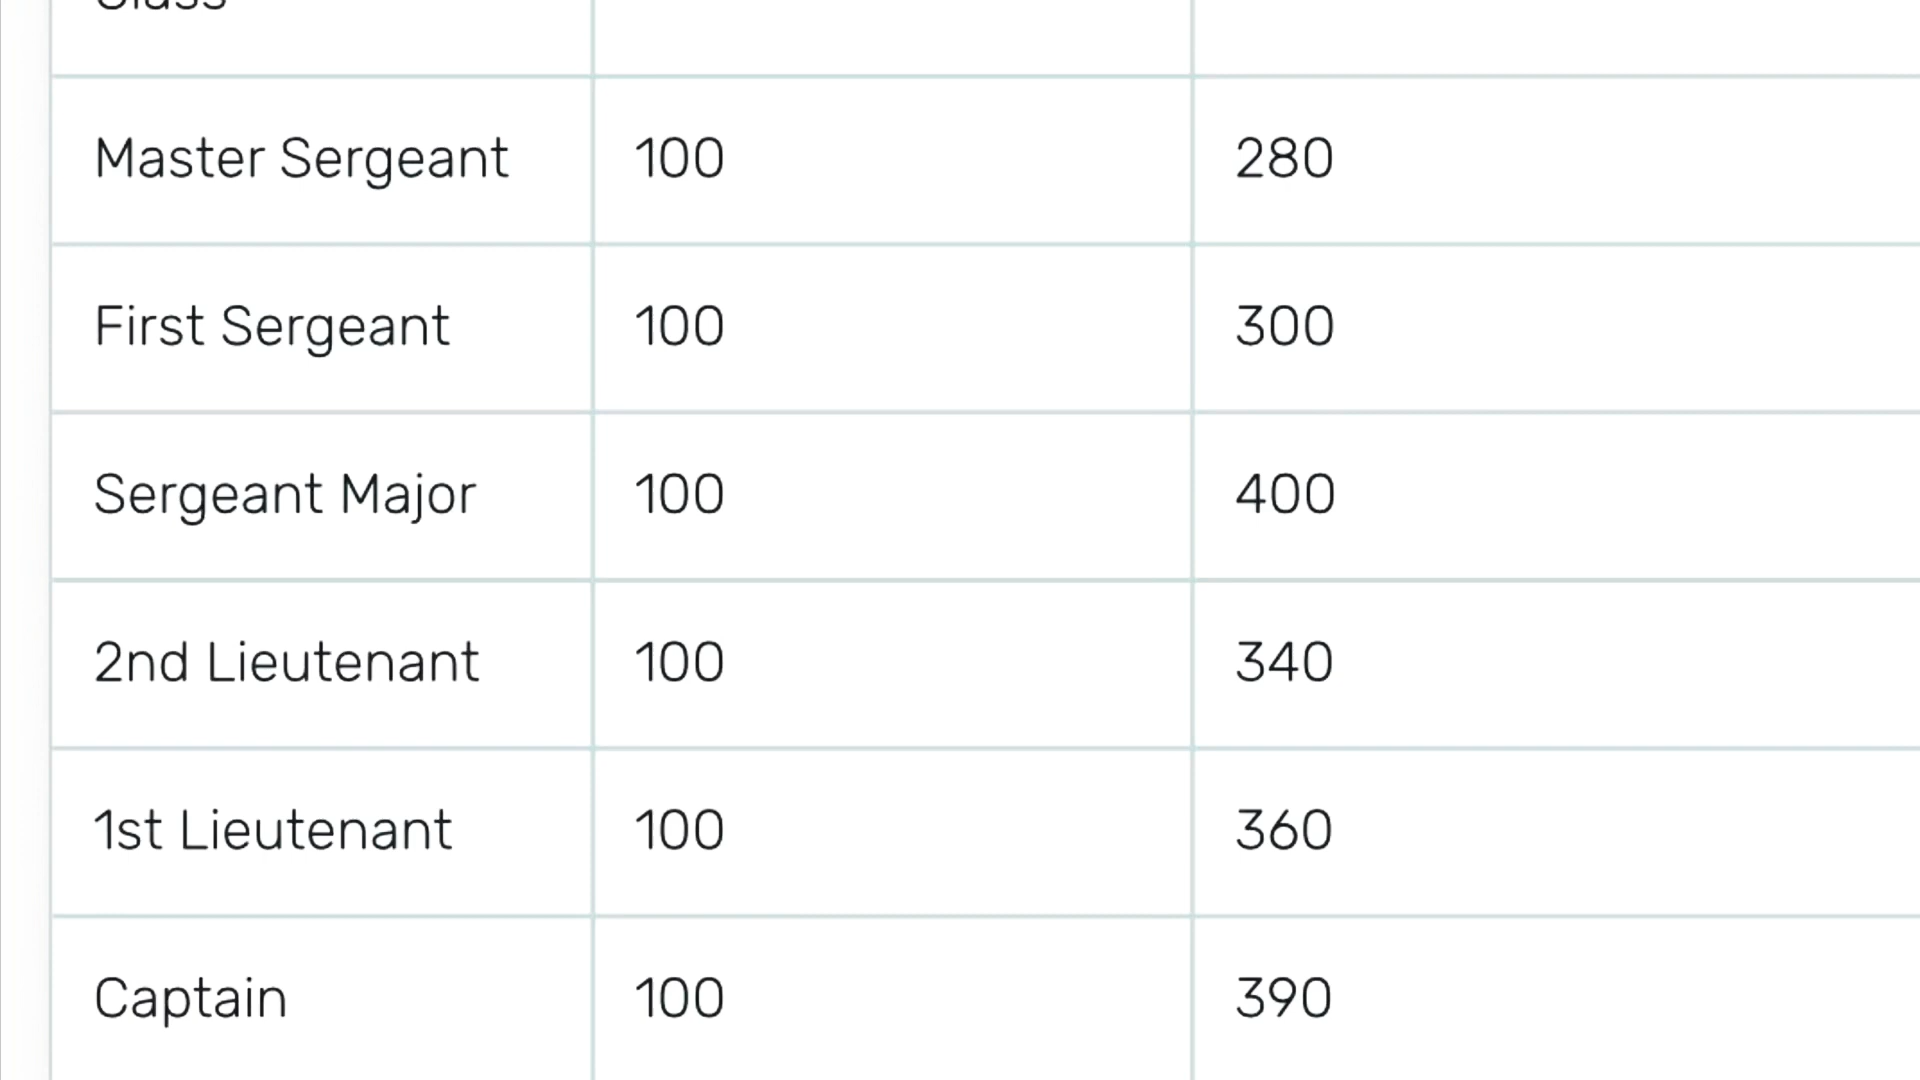 Class
Master Sergeant 100 280
First Sergeant 100 300
Sergeant Major 100 400
2nd Lieutenant 100 340
1st Lieutenant 100 360
Captain 100 390